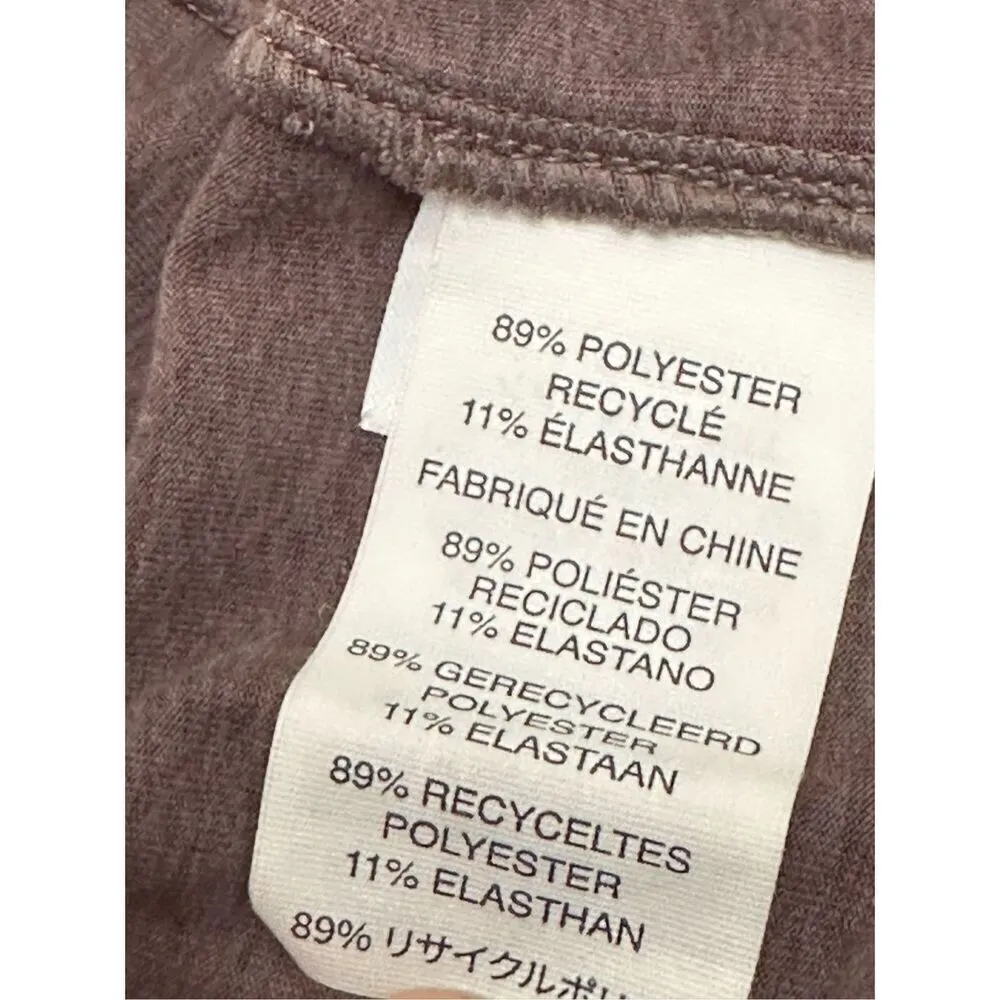 89% POLYESTER
RECYCLÉ
11% ÉLASTHANNE
FABRIQUÉ EN CHINE
89% POLIÉSTER
RECICLADO
11% ELASTANO
89% GERECYCLEERD
POLYESTER
11% ELASTAAN
89% RECYCELTES
POLYESTER
11% ELASTHAN
89% リサイクルポリ